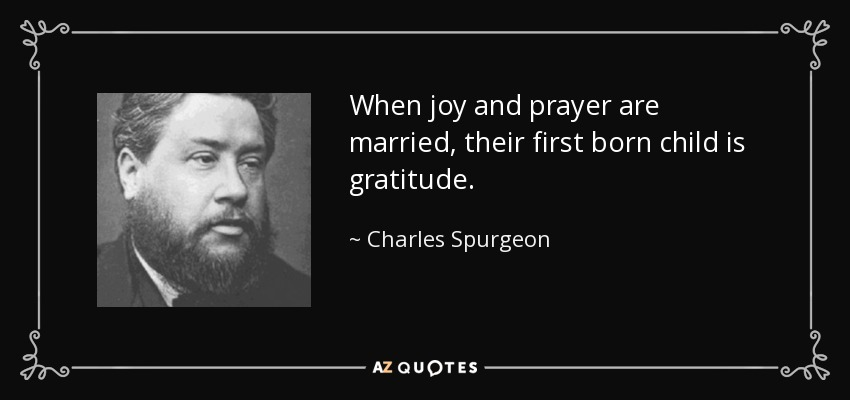 When joy and prayer are
married, their first born child is
gratitude.
~ Charles Spurgeon
AZ QUOTES